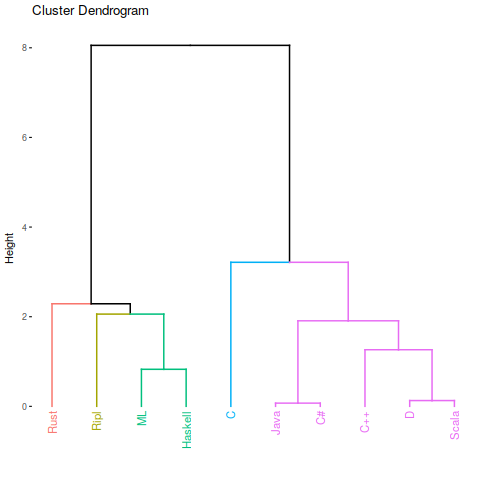 Cluster Dendrogram
8
6
4
2
0
Height
Rust
Ripl
ML
Haskell
C
Java
C#
C++
D
Scala